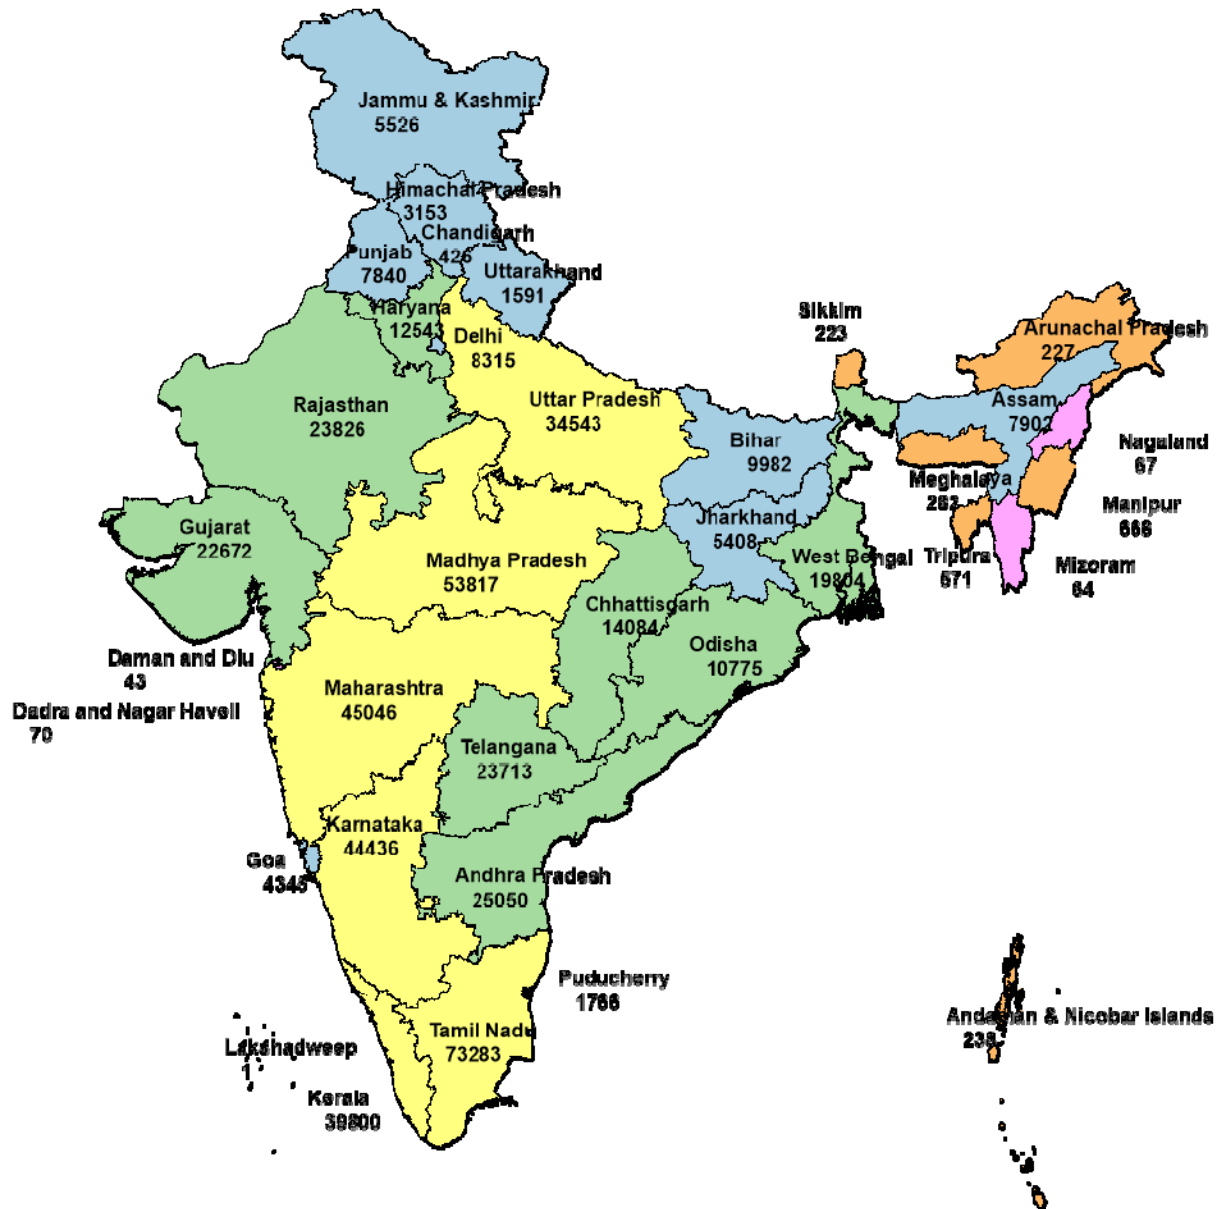 Jammu & Kashmir
5526
Himachal Pradesh
3153
Chandigarh
426
Punjab
7840
Uttarakhand
1591
Haryana
12543
Delhi
8315
Sikkim
223
Arunachal Pradesh
227
Rajasthan
23826
Uttar Pradesh
34543
Assam
7902
Bihar
9982
Nagaland
67
Meghalaya
Manipur
Gujarat
22672
Jharkhand
5408
Madhya Pradesh
53817
West Bengal
19804
Tripura
Mizoram
64
Chhattisgarh
14084
Odisha
10775
Daman and Diu
43
Maharashtra
45046
Dadra and Nagar Haveli
70
Telangana
23713
Karnataka
44436
Goa
Andhra Pradesh
25050
Puducherry
Tamil Nadu
73283
Andaman & Nicobar Islands
Lakshadweep
1
Kerala
39800